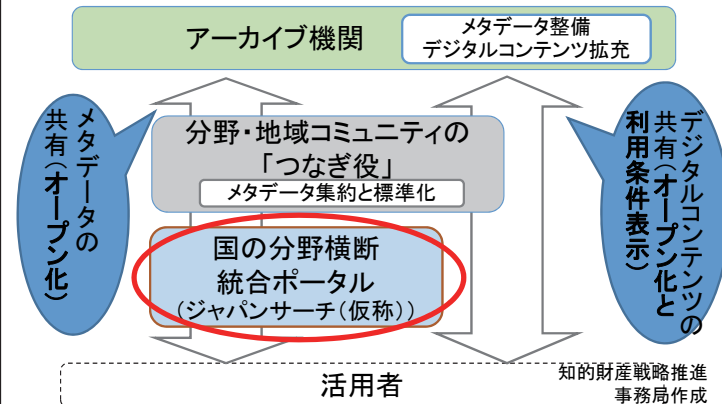 アーカイブ機関
メタデータ整備
デジタルコンテンツ拡充
メタデータの
共有（オープン化）
分野・地域コミュニティの
「つなぎ役」
メタデータ集約と標準化
デジタルコンテンツの
共有（オープン化と
利用条件表示）
国の分野横断
統合ポータル
（ジャパンサーチ（仮称））
活用者
知的財産戦略推進
事務局作成